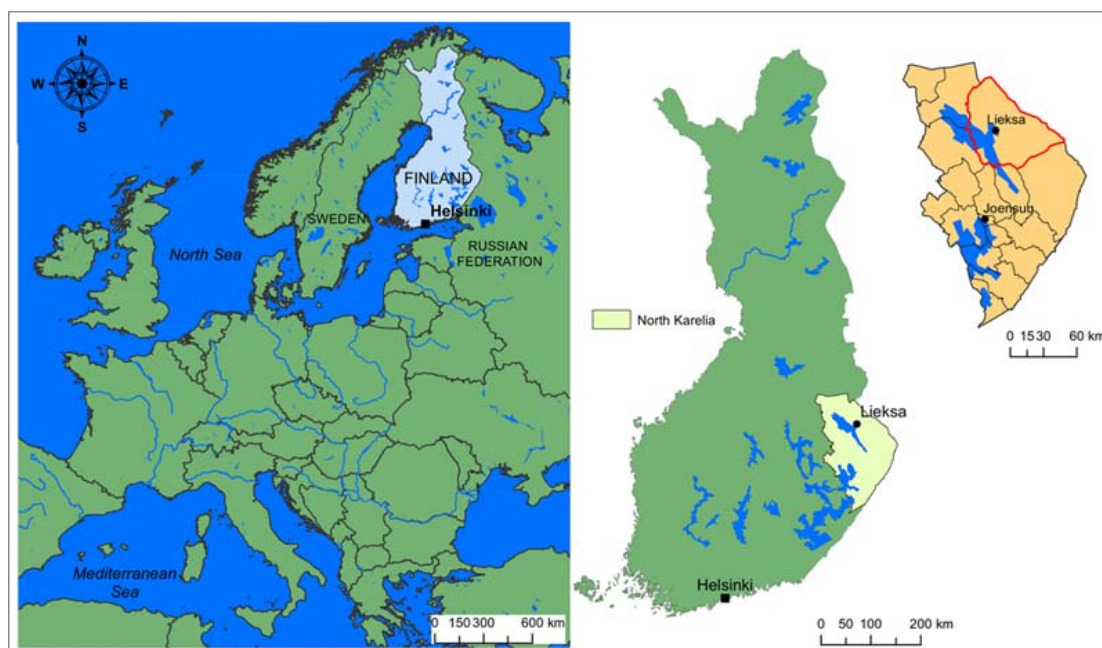 N
W E
S
FINLAND
Helsinki
SWEDEN
RUSSIAN
FEDERATION
North Sea
Mediterranean
Sea
0 150 300 600 km
North Karelia
Lieksa
Helsinki
0 50 100 200 km
Lieksa
Joensuu
0 15 30 60 km